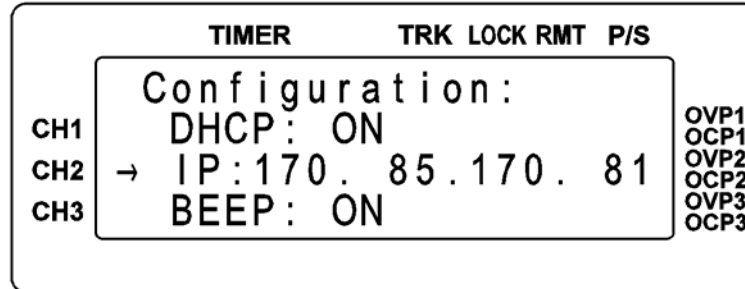 TIMER TRK LOCK RMT P/S
Configuration:
CH1 DHCP: ON OVP1
OCP1
CH2 → IP:170. 85.170. 81 OVP2
OCP2
CH3 BEEP: ON OVP3
OCP3